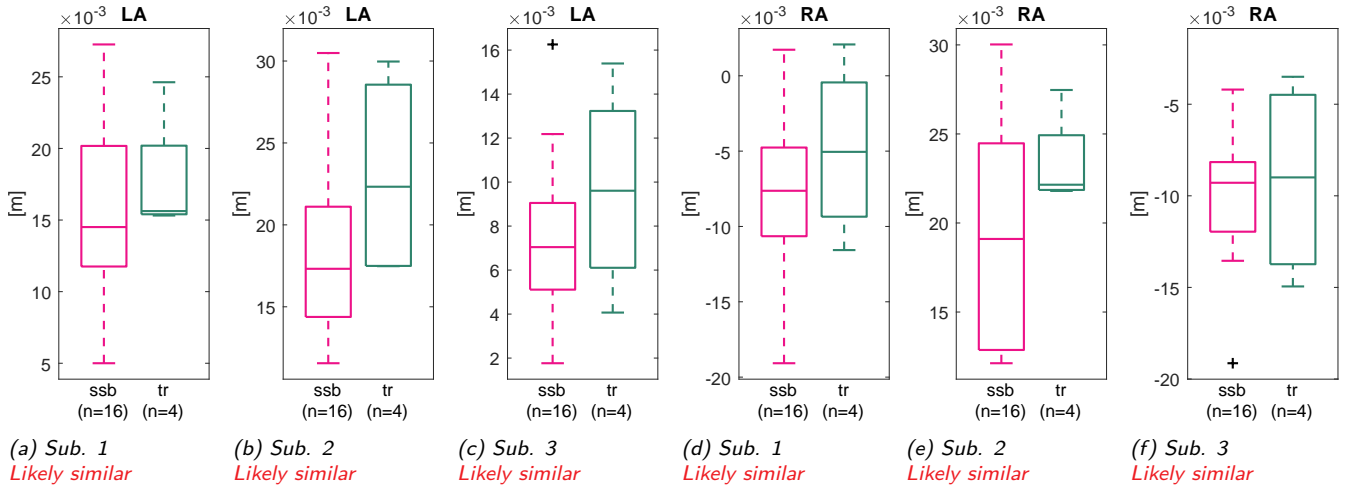 ×10⁻³ LA
25
20
15
10
5
[m]
ssb
(n=16)
tr
(n=4)
(a) Sub. 1
Likely similar
×10⁻³ LA
30
25
20
15
[m]
ssb
(n=16)
tr
(n=4)
(b) Sub. 2
Likely similar
×10⁻³ LA
16
14
12
10
8
6
4
2
[m]
ssb
(n=16)
tr
(n=4)
(c) Sub. 3
Likely similar
×10⁻³ RA
0
-5
-10
-15
-20
[m]
ssb
(n=16)
tr
(n=4)
(d) Sub. 1
Likely similar
×10⁻³ RA
30
25
20
15
[m]
ssb
(n=16)
tr
(n=4)
(e) Sub. 2
Likely similar
×10⁻³ RA
-5
-10
-15
-20
[m]
ssb
(n=16)
tr
(n=4)
(f) Sub. 3
Likely similar